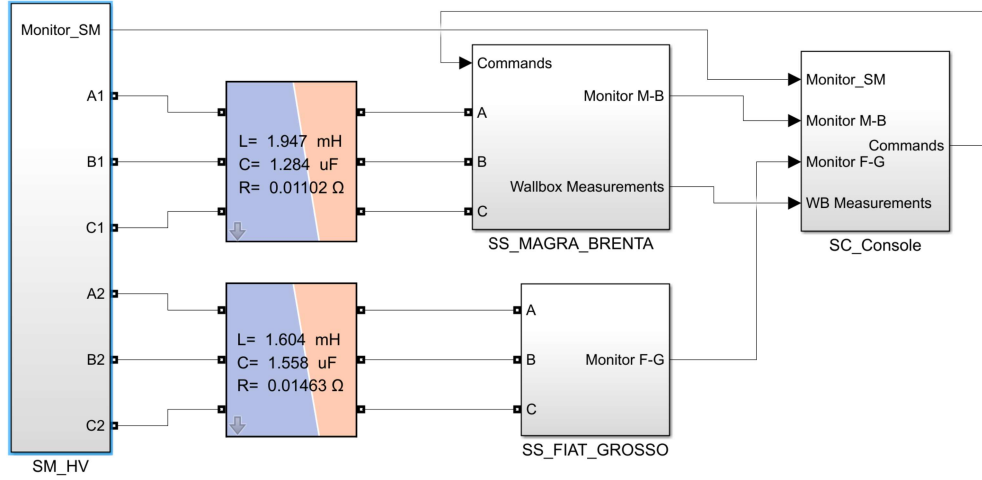 Monitor_SM
A1
B1
C1
A2
B2
C2
SM_HV
L= 1.947 mH
C= 1.284 uF
R= 0.01102 Ω
L= 1.604 mH
C= 1.558 uF
R= 0.01463 Ω
Commands
Monitor M-B
A
B
Wallbox Measurements
C
SS_MAGRA_BRENTA
A
B
Monitor F-G
C
SS_FIAT_GROSSO
Monitor_SM
Monitor M-B
Commands
Monitor F-G
WB Measurements
SC_Console